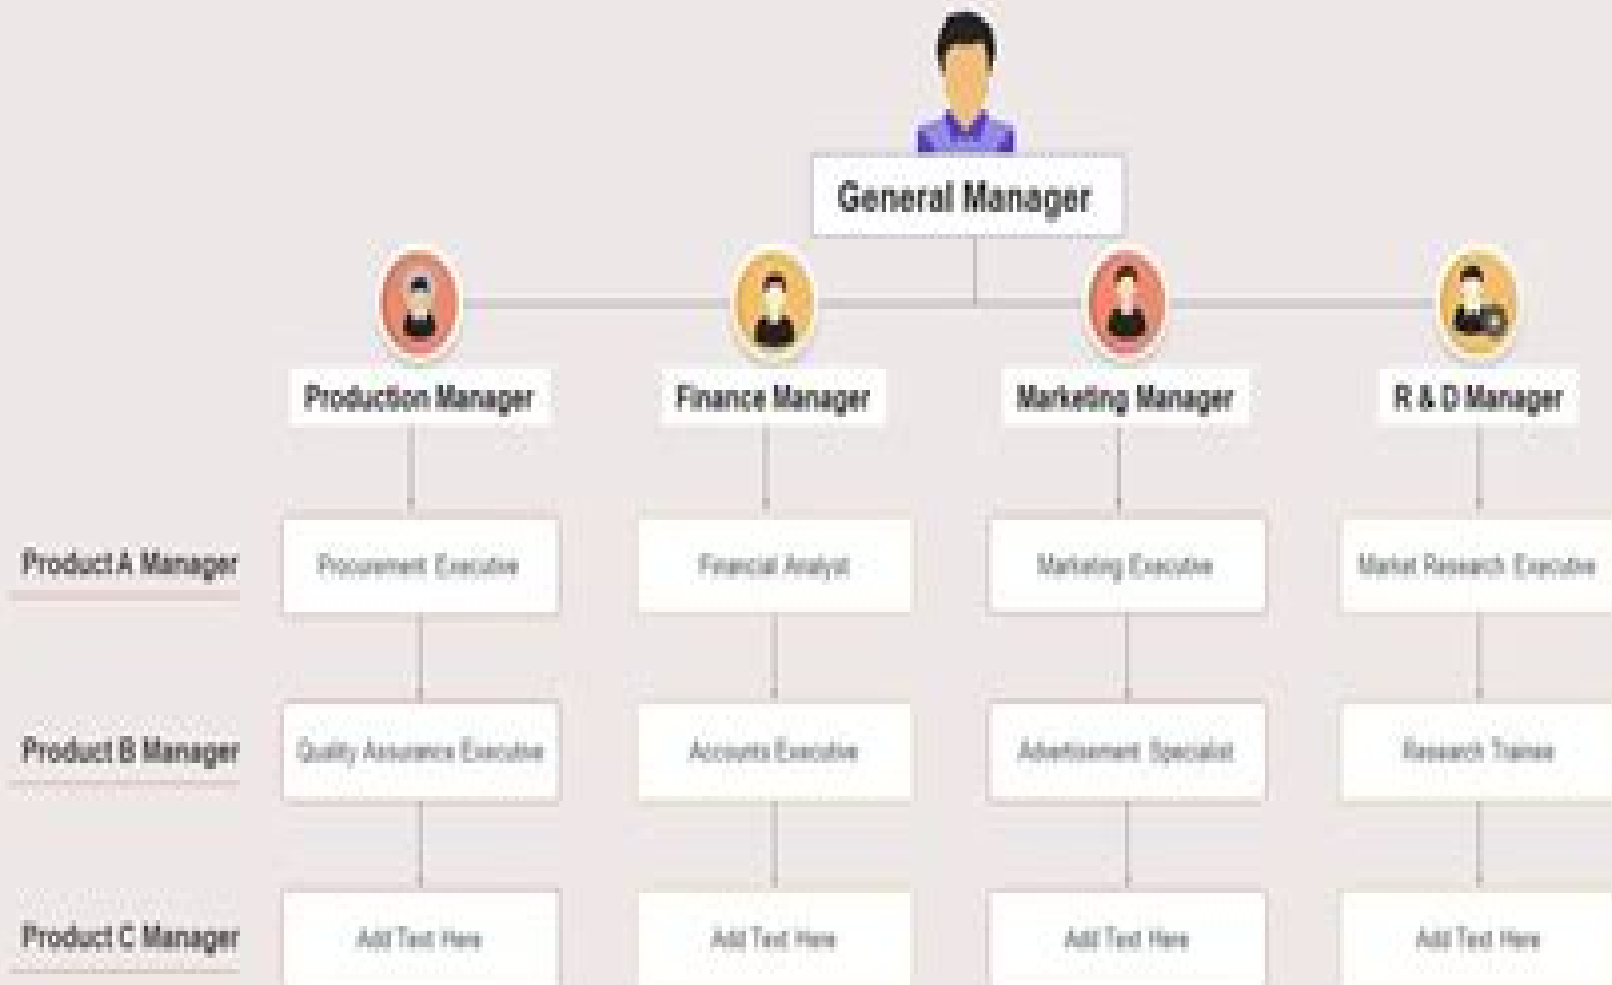 General Manager
Production Manager
Finance Manager
Marketing Manager
R & D Manager
Product A Manager
Procurement Executive
Financial Analyst
Marketing Executive
Market Research Executive
Product B Manager
Quality Assurance Executive
Accounts Executive
Advertisement Specialist
Research Trainee
Product C Manager
Add Text Here
Add Text Here
Add Text Here
Add Text Here